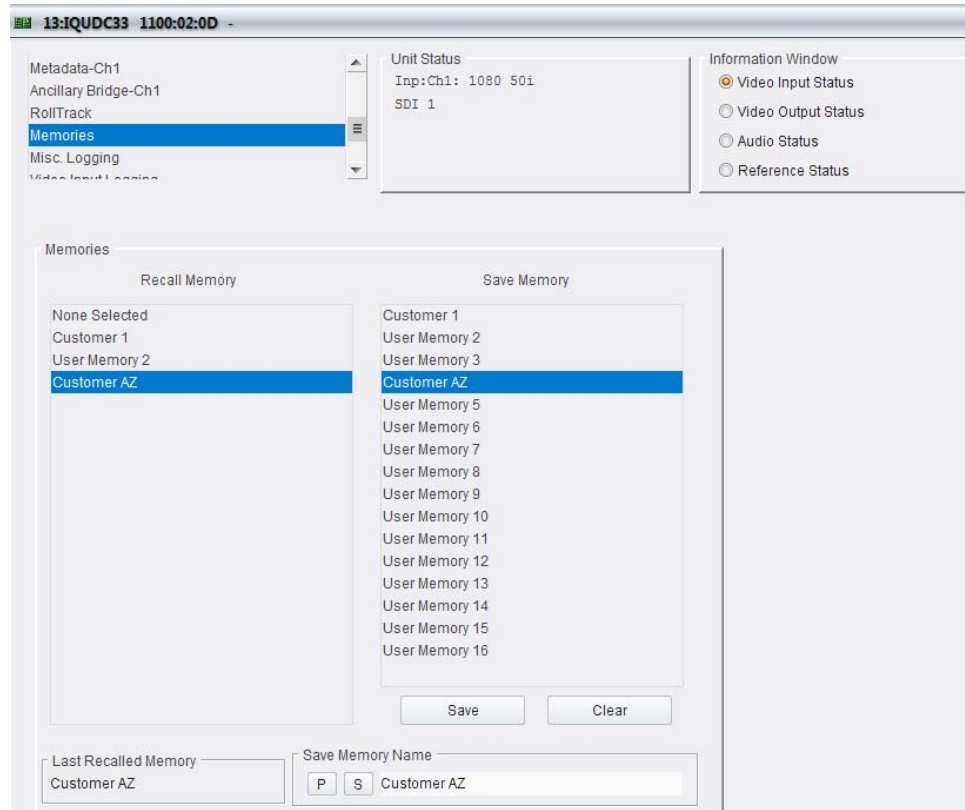 13:IQUDC33 1100:02:0D -
Metadata-Ch1
Ancillary Bridge-Ch1
RollTrack
Memories
Misc. Logging
Video Input Logging
Unit Status
Inp:Ch1: 1080 50i
SDI 1
Information Window
Video Input Status
Video Output Status
Audio Status
Reference Status
Memories
Recall Memory
None Selected
Customer 1
User Memory 2
Customer AZ
Save Memory
Customer 1
User Memory 2
User Memory 3
Customer AZ
User Memory 5
User Memory 6
User Memory 7
User Memory 8
User Memory 9
User Memory 10
User Memory 11
User Memory 12
User Memory 13
User Memory 14
User Memory 15
User Memory 16
Save
Clear
Last Recalled Memory
Customer AZ
Save Memory Name
P S Customer AZ